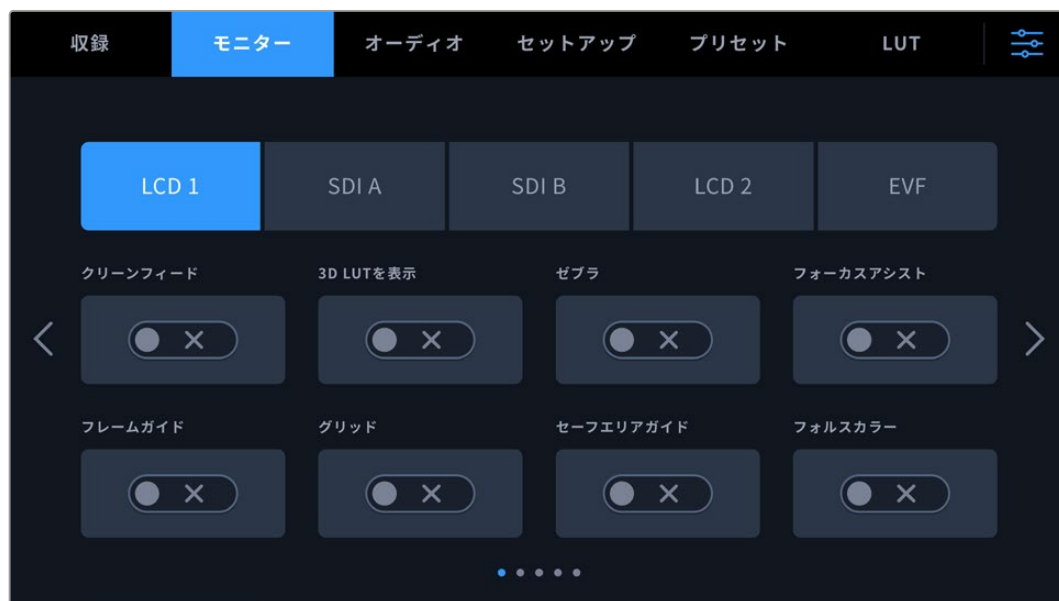 収録 モニター オーディオ セットアップ プリセット LUT
LCD 1 SDI A SDI B LCD 2 EVF
クリーンフィード 3D LUTを表示 ゼブラ フォーカスアシスト
フレームガイド グリッド セーフエリアガイド フォルスカラー